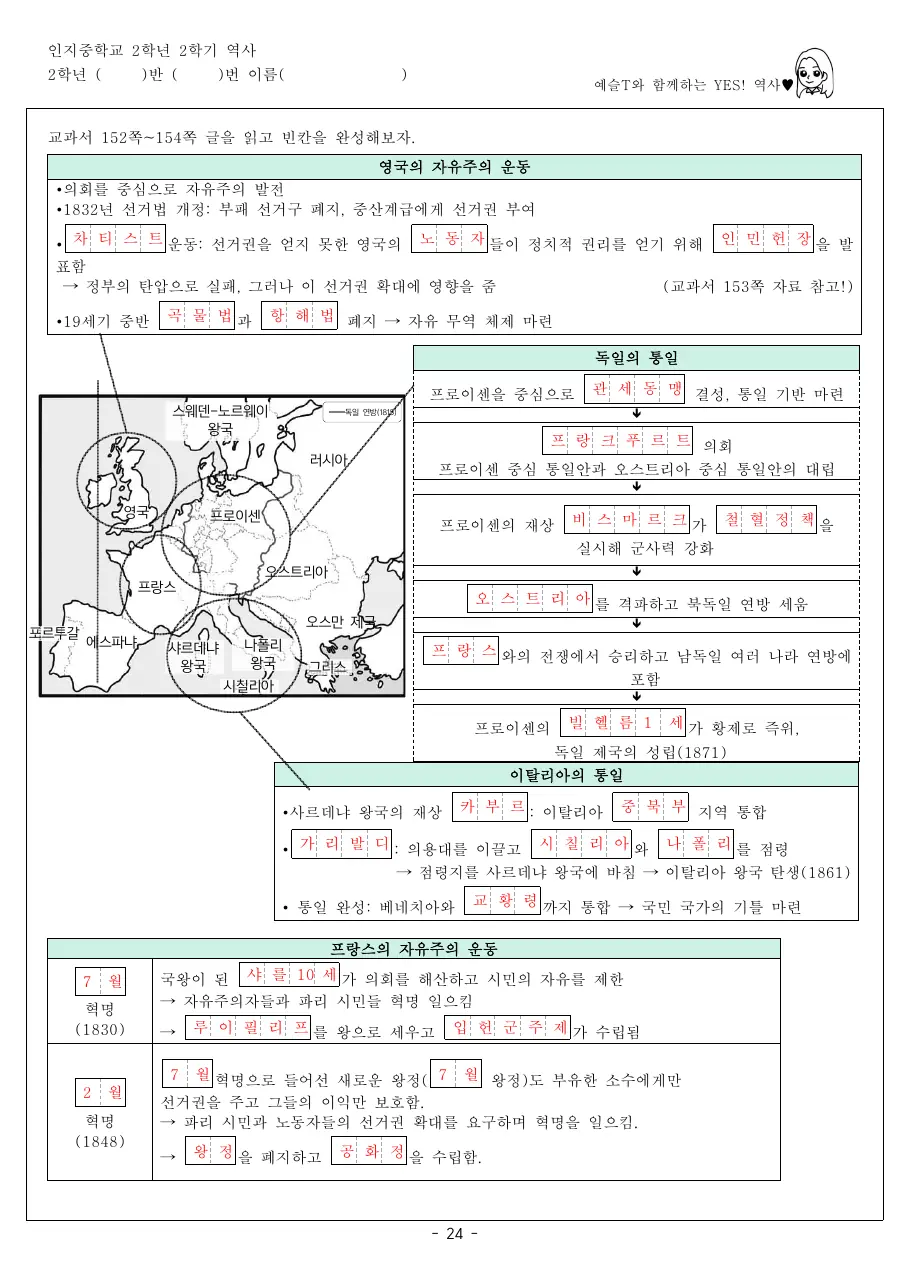 인지중학교 2학년 2학기 역사
2학년 (      )반 (      )번 이름(                  )
예슬T와 함께하는 YES! 역사♥
교과서 152쪽~154쪽 글을 읽고 빈칸을 완성해보자.
영국의 자유주의 운동
•의회를 중심으로 자유주의 발전
•1832년 선거법 개정: 부패 선거구 폐지, 중산계급에게 선거권 부여
•차티스트운동: 선거권을 얻지 못한 영국의 노동자들이 정치적 권리를 얻기 위해 인민헌장을 발
표함
→ 정부의 탄압으로 실패, 그러나 이 선거권 확대에 영향을 줌 (교과서 153쪽 자료 참고!)
•19세기 중반 곡물법과 항해법 폐지 → 자유 무역 체제 마련
스웨덴-노르웨이
왕국
독일 연방(1815)
러시아
영국
프로이센
오스트리아
프랑스
오스만 제국
포르투갈
에스파냐
샤르데냐
왕국
나폴리
왕국
그리스
시칠리아
독일의 통일
프로이센을 중심으로 관세동맹 결성, 통일 기반 마련
🡻
프랑크푸르트 의회
프로이센 중심 통일안과 오스트리아 중심 통일안의 대립
🡻
프로이센의 재상 비스마르크가 철혈정책을
실시해 군사력 강화
🡻
오스트리아를 격파하고 북독일 연방 세움
🡻
프랑스와의 전쟁에서 승리하고 남독일 여러 나라 연방에
포함
🡻
프로이센의 빌헬름1세가 황제로 즉위,
독일 제국의 성립(1871)
이탈리아의 통일
•사르데냐 왕국의 재상 카부르: 이탈리아 중북부 지역 통합
•가리발디: 의용대를 이끌고 시칠리아와 나폴리를 점령
→ 점령지를 사르데냐 왕국에 바침 → 이탈리아 왕국 탄생(1861)
• 통일 완성: 베네치아와 교황령까지 통합 → 국민 국가의 기틀 마련
프랑스의 자유주의 운동
7월
혁명
(1830)
국왕이 된 샤를10세가 의회를 해산하고 시민의 자유를 제한
→ 자유주의자들과 파리 시민들 혁명 일으킴
→ 루이필리프를 왕으로 세우고 입헌군주제가 수립됨
2월
혁명
(1848)
7월혁명으로 들어선 새로운 왕정(7월 왕정)도 부유한 소수에게만
선거권을 주고 그들의 이익만 보호함.
→ 파리 시민과 노동자들의 선거권 확대를 요구하며 혁명을 일으킴.
→ 왕정을 폐지하고 공화정을 수립함.
- 24 -